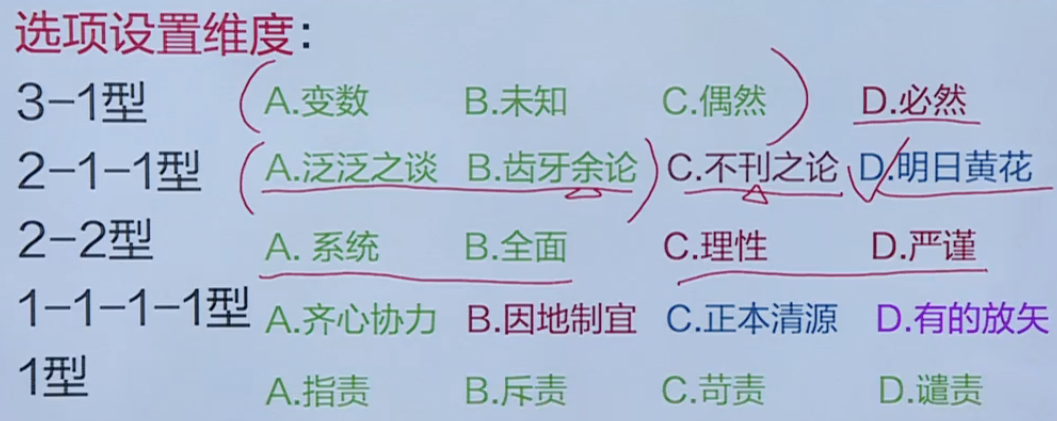 选项设置维度：
3-1型 A.变数 B.未知 C.偶然 D.必然
2-1-1型 A.泛泛之谈 B.齿牙余论 C.不刊之论 D.明日黄花
2-2型 A. 系统 B.全面 C.理性 D.严谨
1-1-1-1型 A.齐心协力 B.因地制宜 C.正本清源 D.有的放矢
1型 A.指责 B.斥责 C.苛责 D.谴责